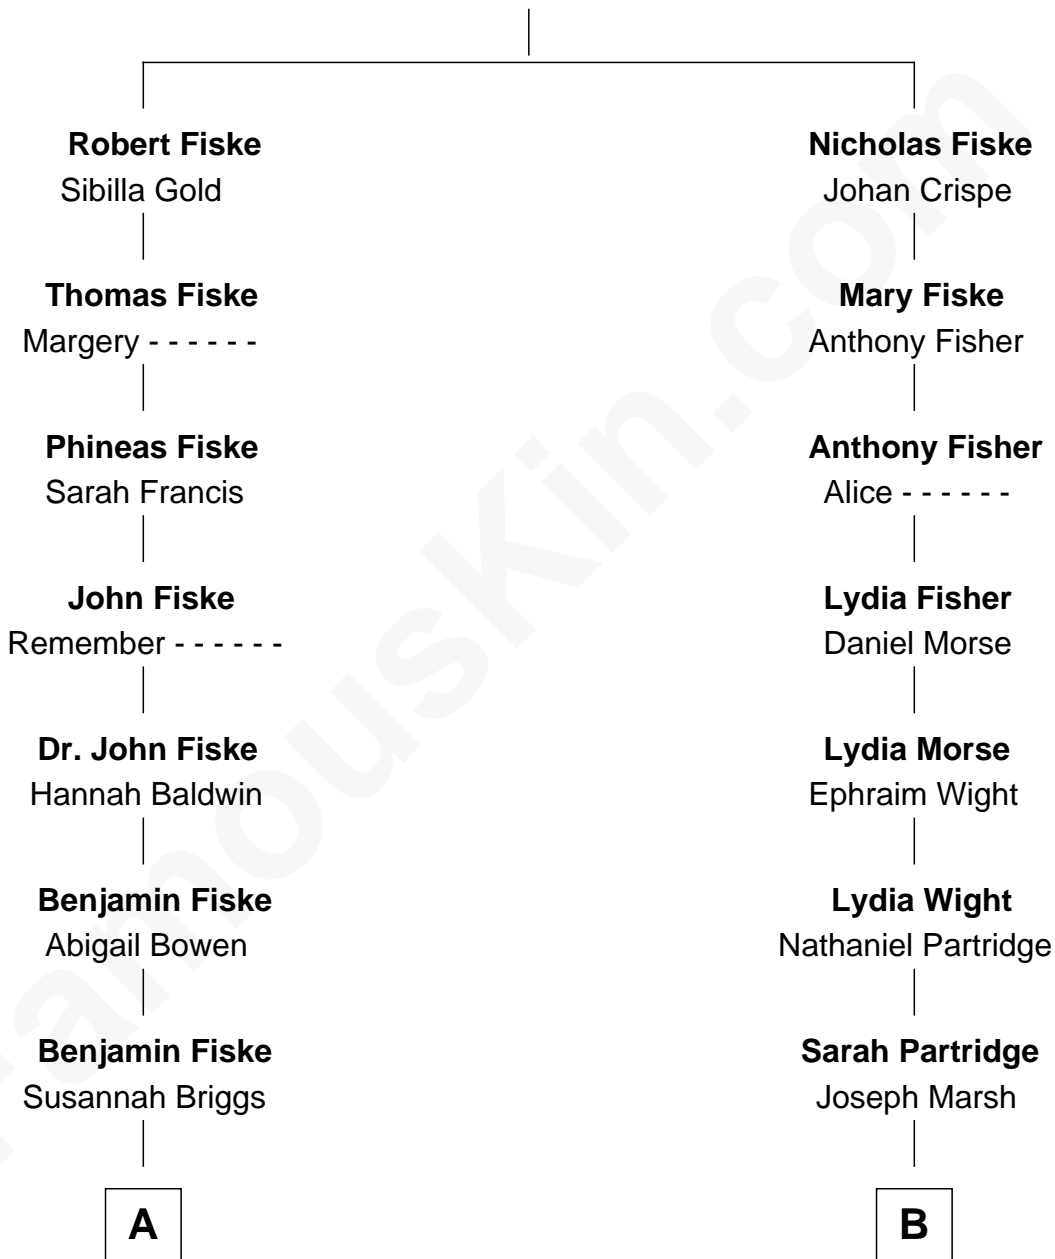 Robert Fiske
Sibilla Gold
Thomas Fiske
Margery - - - - - -
Phineas Fiske
Sarah Francis
John Fiske
Remember - - - - - -
Dr. John Fiske
Hannah Baldwin
Benjamin Fiske
Abigail Bowen
Benjamin Fiske
Susannah Briggs
A
Nicholas Fiske
Johan Crispe
Mary Fiske
Anthony Fisher
Anthony Fisher
Alice - - - - - -
Lydia Fisher
Daniel Morse
Lydia Morse
Ephraim Wight
Lydia Wight
Nathaniel Partridge
Sarah Partridge
Joseph Marsh
B
FamousKin.com